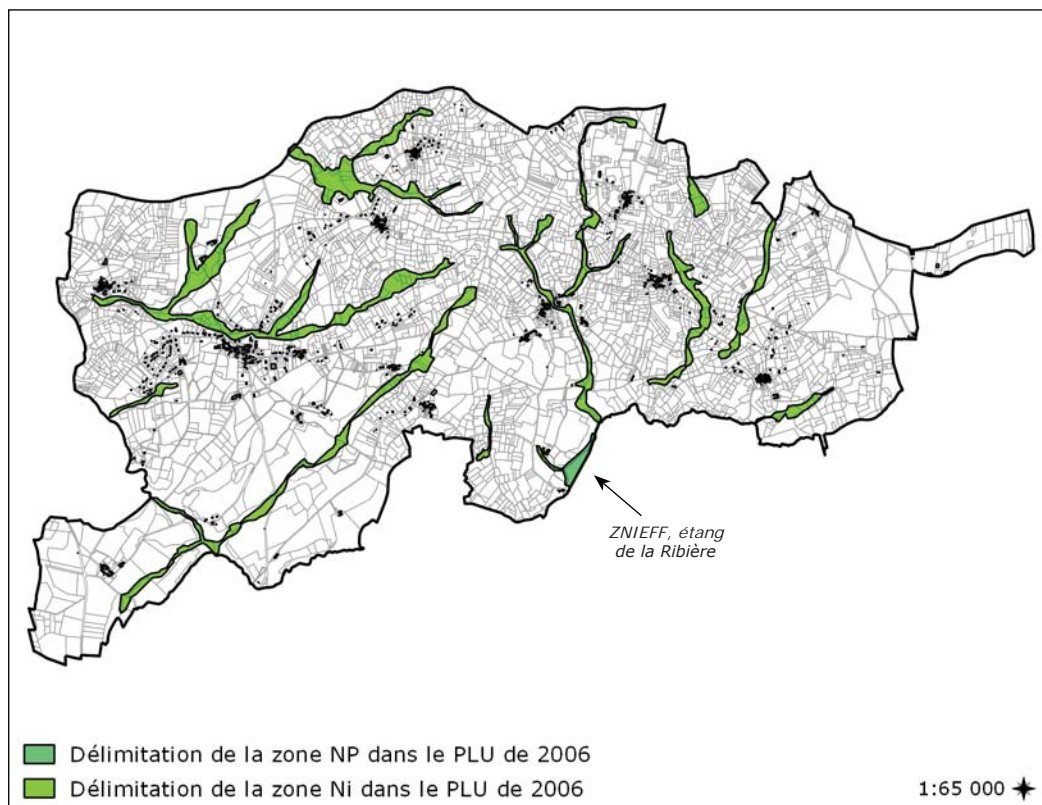 ZNIEFF, étang
de la Ribière
Délimitation de la zone NP dans le PLU de 2006
Délimitation de la zone Ni dans le PLU de 2006
1:65 000